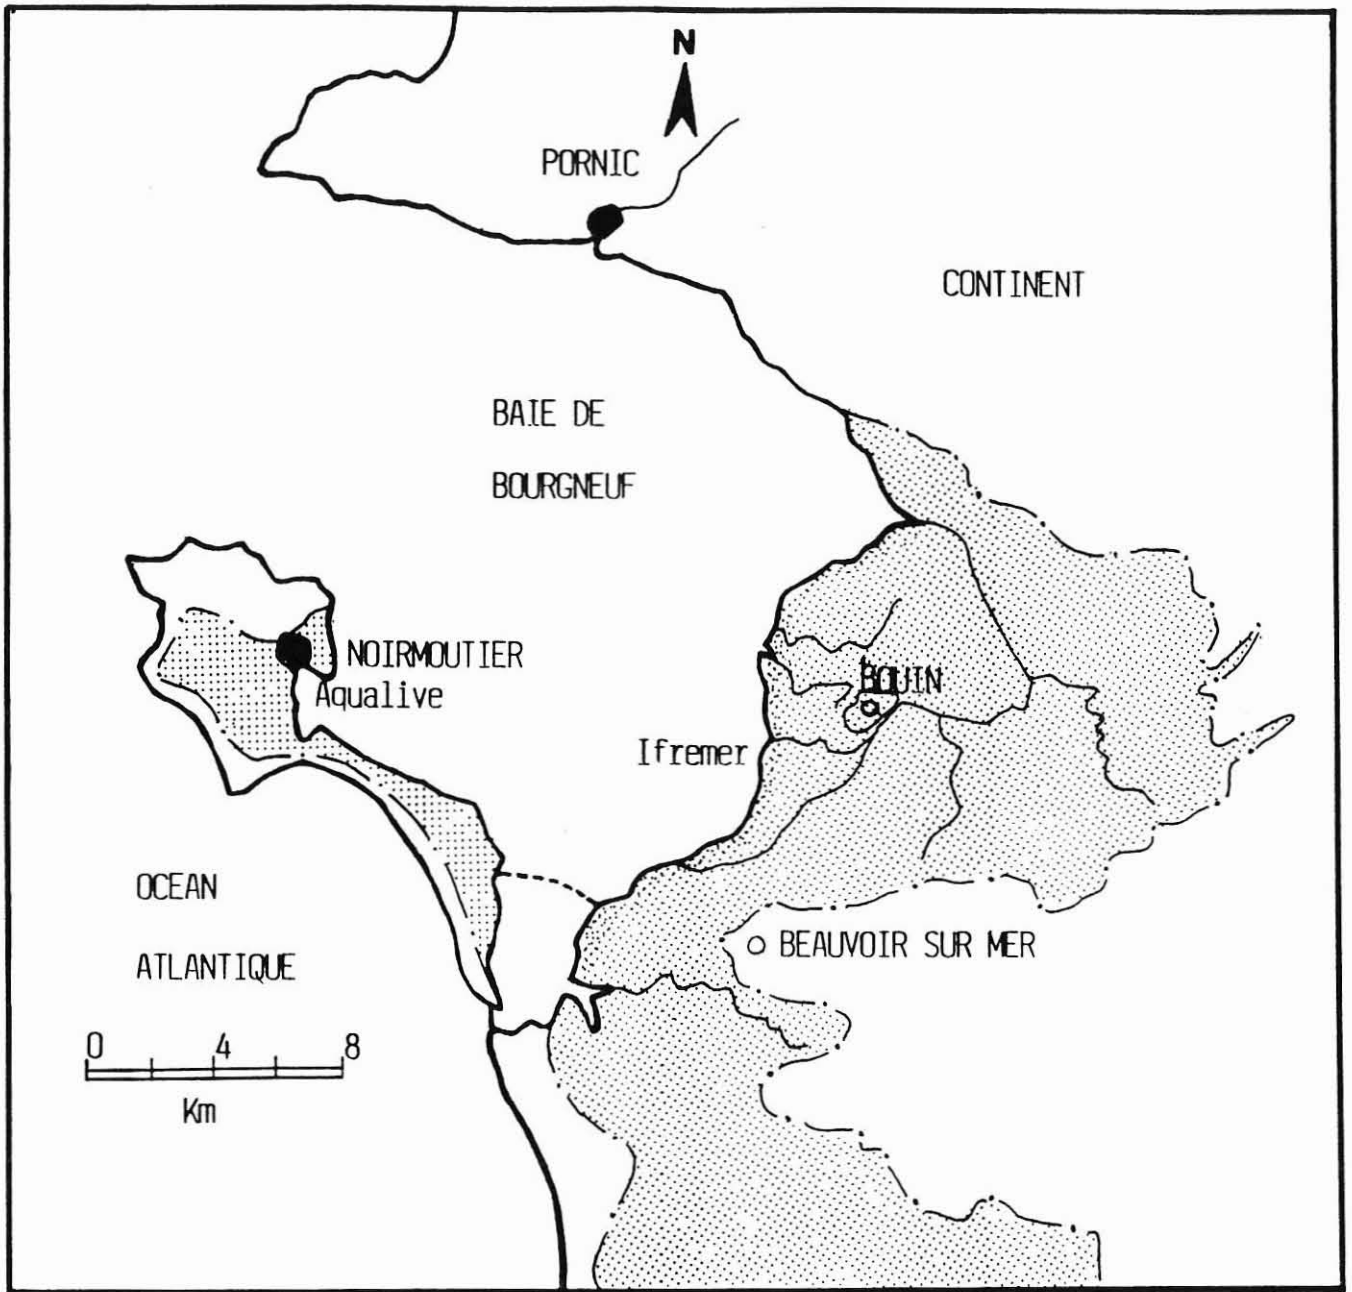 N
PORNIC
CONTINENT
BAIE DE
BOURGNEUF
NOIRMOUTIER
Aqualive
BOUIN
Ifremer
OCEAN
ATLANTIQUE
BEAUVOIR SUR MER
0 4 8
Km